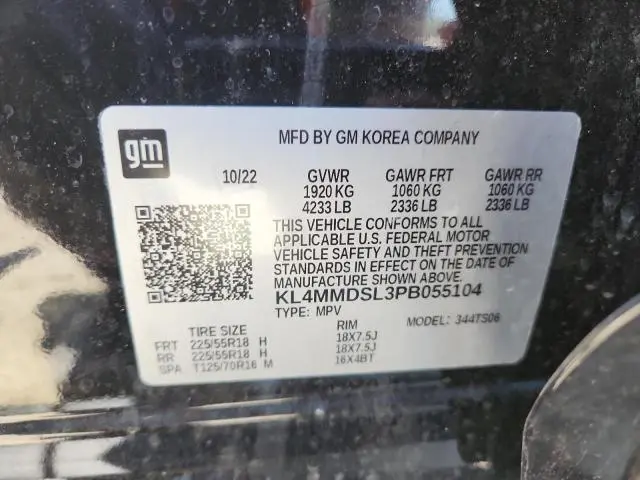 gm
MFD BY GM KOREA COMPANY
10/22 GVWR GAWR FRT GAWR RR
1920 KG 1060 KG 1060 KG
4233 LB 2336 LB 2336 LB
THIS VEHICLE CONFORMS TO ALL
APPLICABLE U.S. FEDERAL MOTOR
VEHICLE SAFETY AND THEFT PREVENTION
STANDARDS IN EFFECT ON THE DATE OF
MANUFACTURE SHOWN ABOVE.
KL4MMDSL3PB055104
TYPE: MPV MODEL: 344TS06
TIRE SIZE RIM
FRT 225/55R18 H 18X7.5J
RR 225/55R18 H 18X7.5J
SPA T125/70R16 M 16X4BT